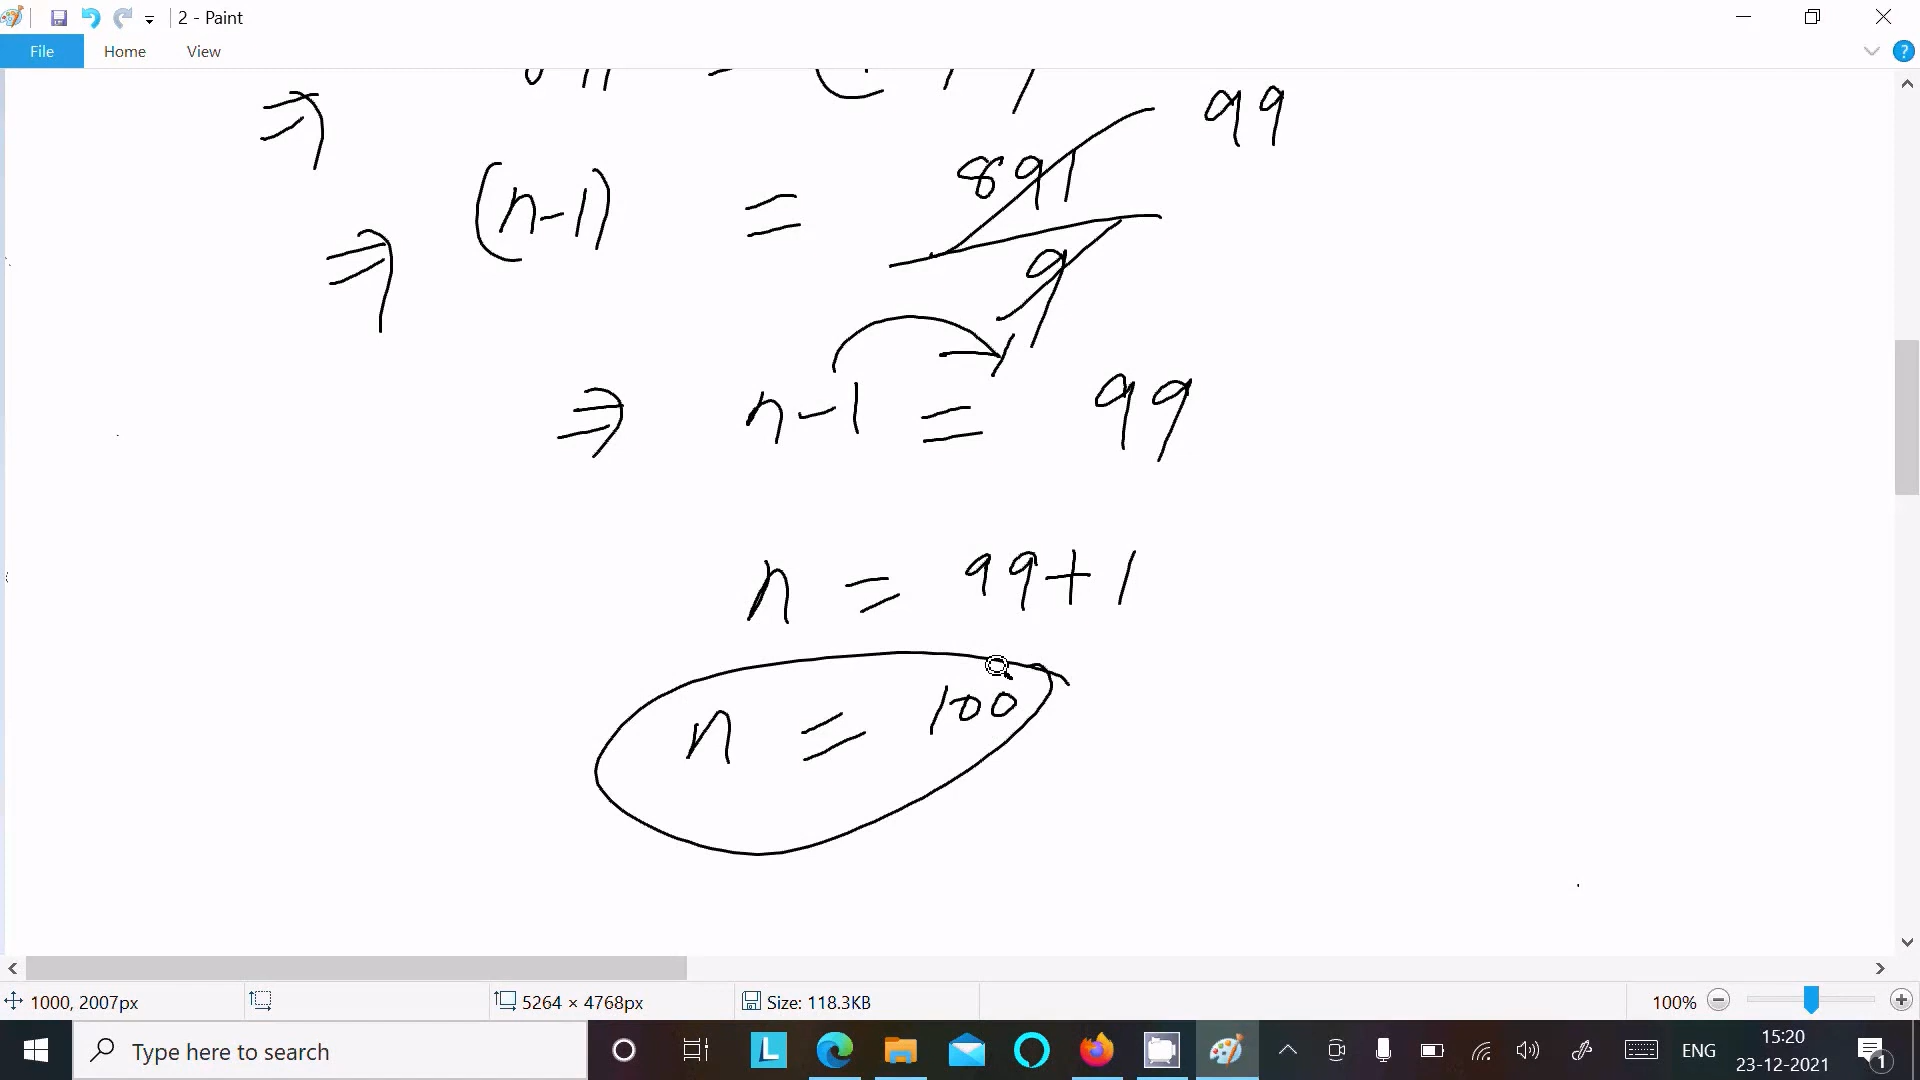 2 - Paint
File Home View
⇒ 99
⇒ (n-1) = 891
9
⇒ n-1 = 99
n = 99+1
n = 100
1000, 2007px 5264 × 4768px Size: 118.3KB 100%
Type here to search L ENG 15:20
23-12-2021 1